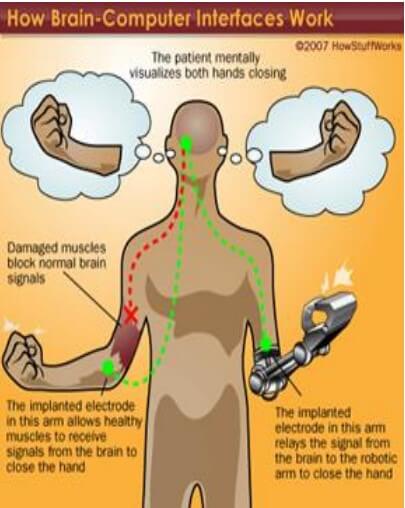 How Brain-Computer Interfaces Work
©2007 HowStuffWorks
The patient mentally
visualizes both hands closing
Damaged muscles
block normal brain
signals
The implanted electrode
in this arm allows healthy
muscles to receive
signals from the brain to
close the hand
The implanted
electrode in this arm
relays the signal from
the brain to the robotic
arm to close the hand